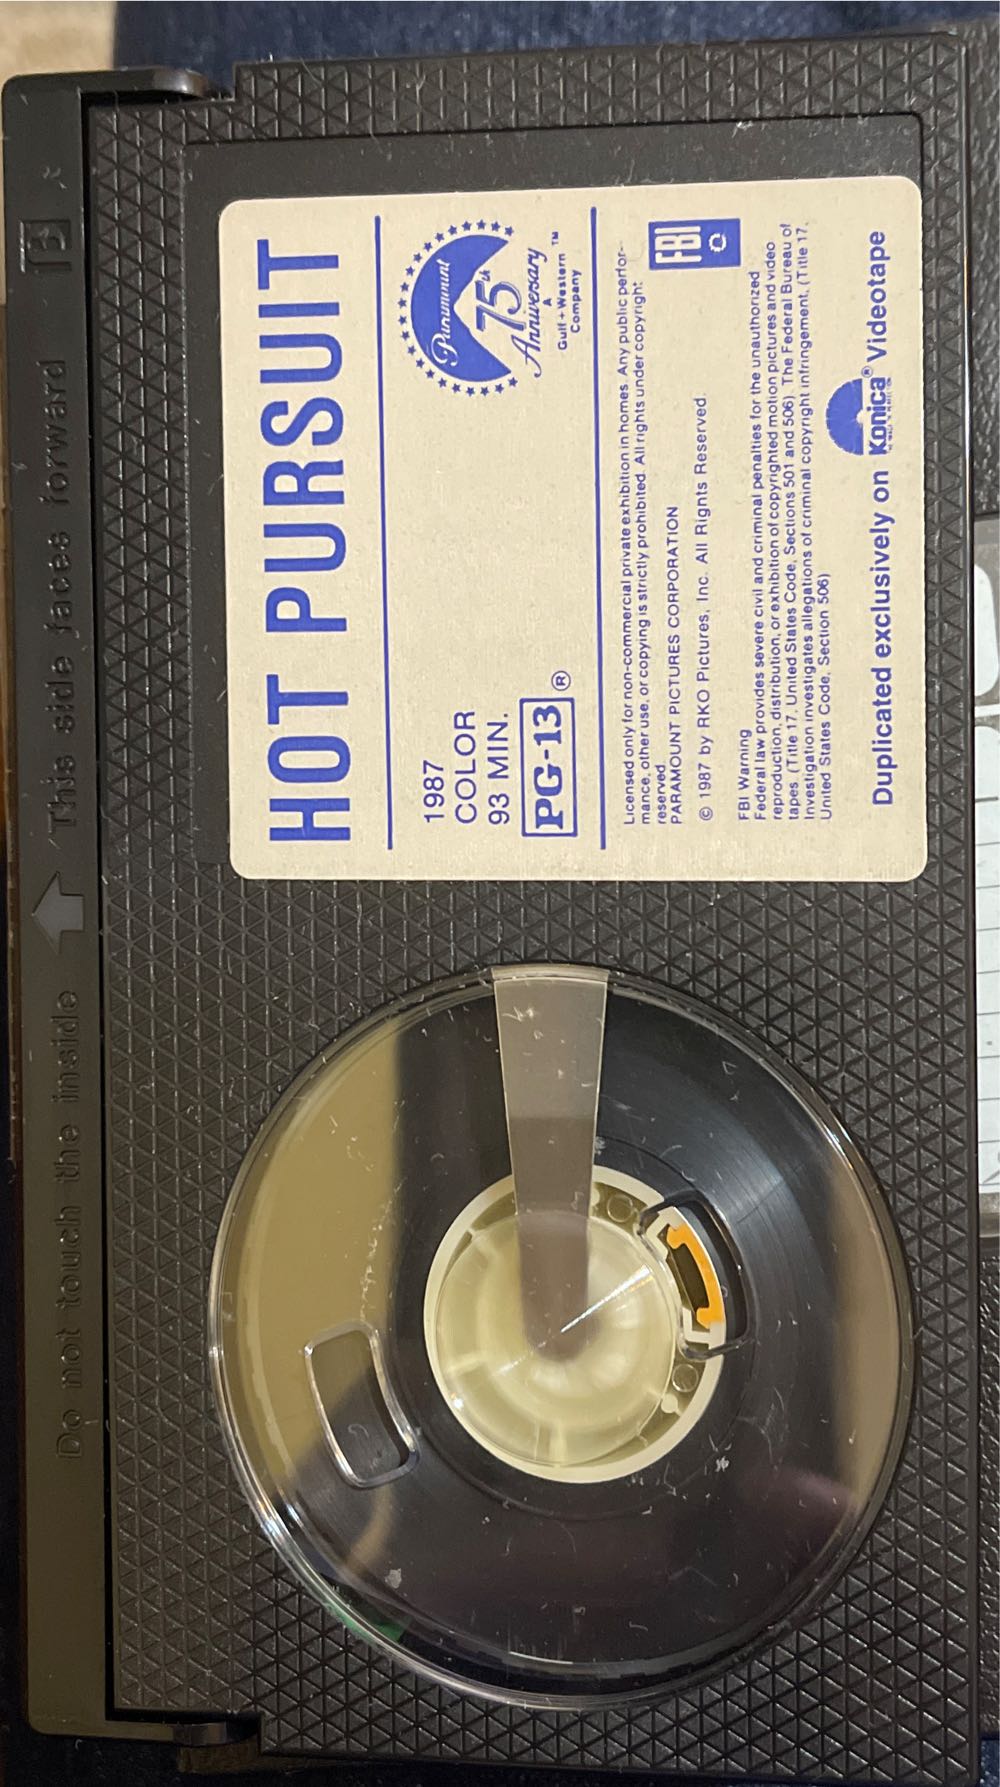 Do not touch the inside
This side faces forward
HOT PURSUIT
1987
COLOR
93 MIN.
PG-13 ®
Paramount
75th
Anniversary
A
Gulf + Western
Company
TM
Licensed only for non-commercial private exhibition in homes. Any public perfor-
mance, other use, or copying is strictly prohibited. All rights under copyright
reserved
PARAMOUNT PICTURES CORPORATION
© 1987 by RKO Pictures, Inc. All Rights Reserved.
FBI
FBI Warning
Federal law provides severe civil and criminal penalties for the unauthorized
reproduction, distribution, or exhibition of copyrighted motion pictures and video
tapes, (Title 17, United States Code, Sections 501 and 506). The Federal Bureau of
Investigation investigates allegations of criminal copyright infringement, (Title 17,
United States Code, Section 506)
Duplicated exclusively on Konica® Videotape